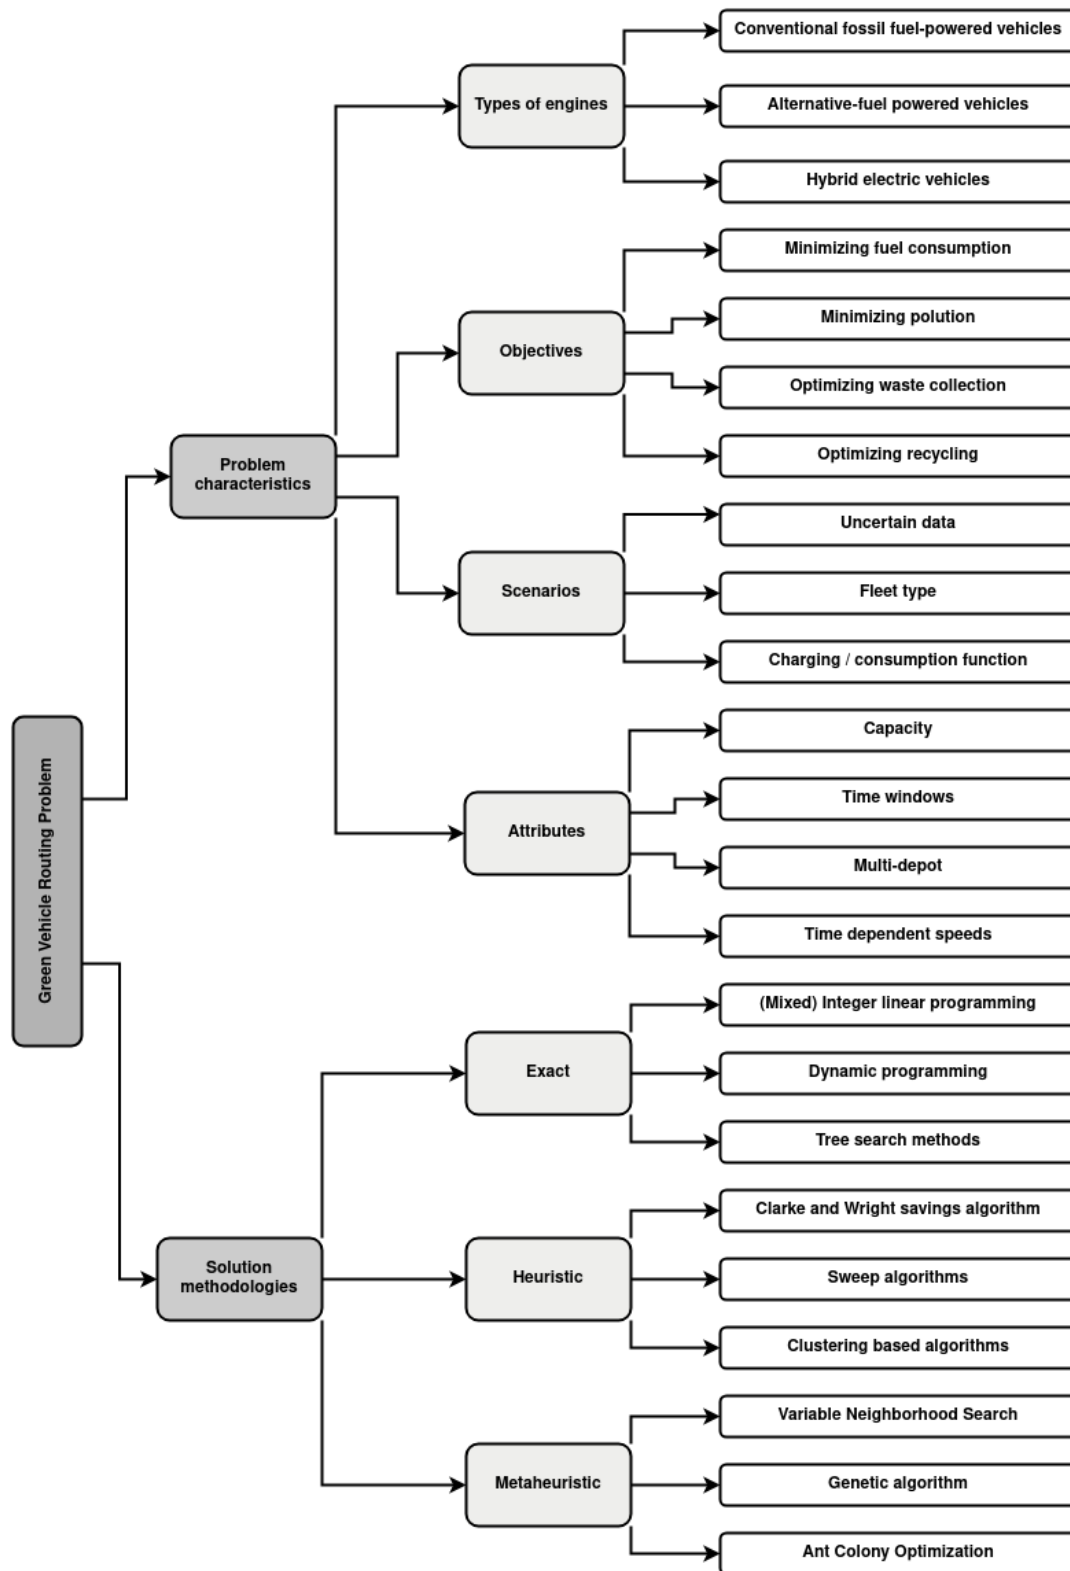 Conventional fossil fuel-powered vehicles
Types of engines
Alternative-fuel powered vehicles
Hybrid electric vehicles
Minimizing fuel consumption
Minimizing polution
Objectives
Optimizing waste collection
Optimizing recycling
Problem
characteristics
Uncertain data
Scenarios
Fleet type
Charging / consumption function
Capacity
Time windows
Attributes
Multi-depot
Time dependent speeds
Green Vehicle Routing Problem
(Mixed) Integer linear programming
Exact
Dynamic programming
Tree search methods
Clarke and Wright savings algorithm
Solution
methodologies
Heuristic
Sweep algorithms
Clustering based algorithms
Variable Neighborhood Search
Metaheuristic
Genetic algorithm
Ant Colony Optimization